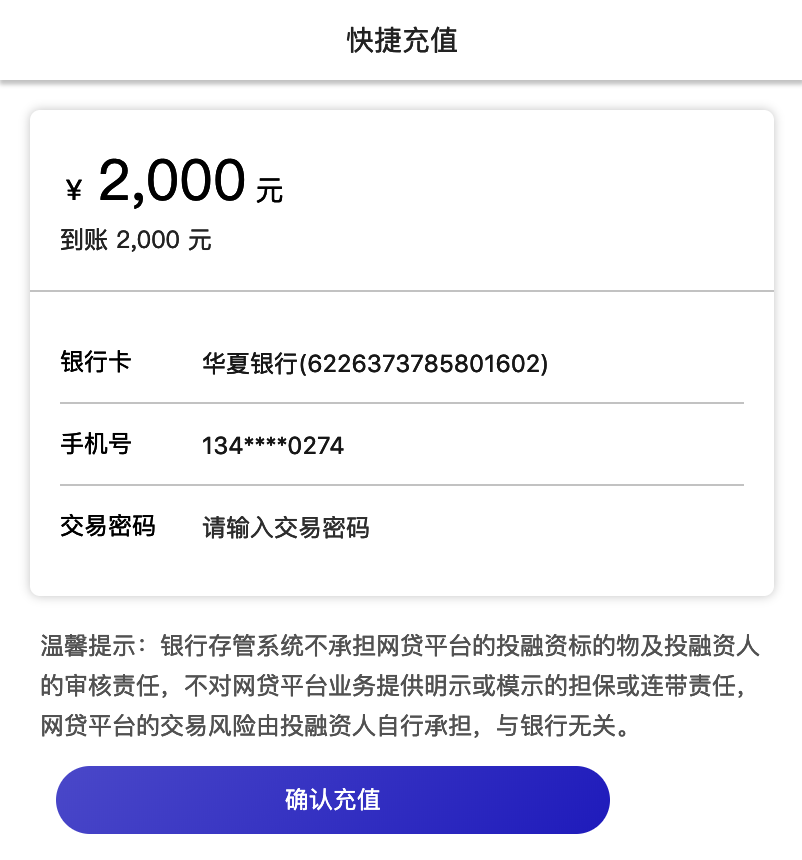 快捷充值
¥ 2,000 元
到账 2,000 元
银行卡 华夏银行(6226373785801602)
手机号 134****0274
交易密码 请输入交易密码
温馨提示：银行存管系统不承担网贷平台的投融资标的物及投融资人
的审核责任，不对网贷平台业务提供明示或模示的担保或连带责任，
网贷平台的交易风险由投融资人自行承担，与银行无关。
确认充值